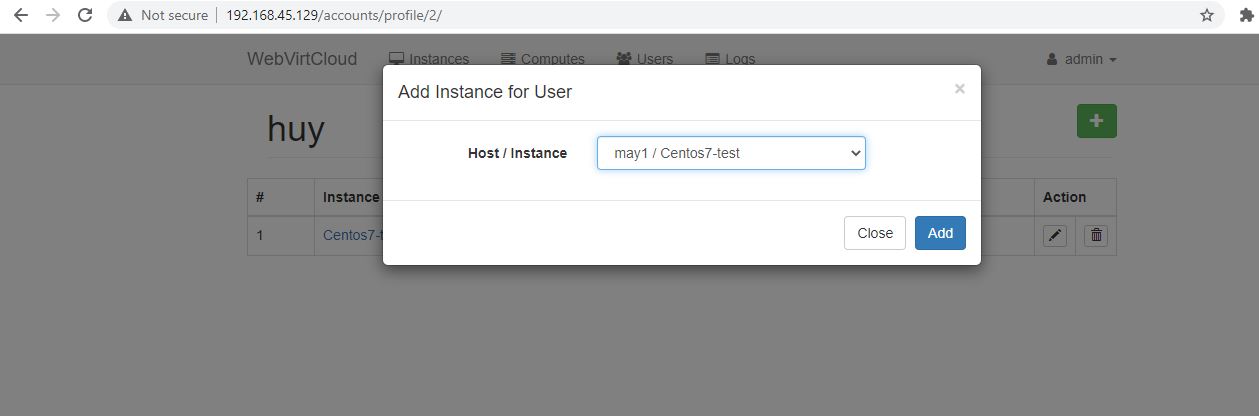 Not secure | 192.168.45.129/accounts/profile/2/
WebVirtCloud Instances Computes Users Logs admin
Add Instance for User ×
huy
Host / Instance may1 / Centos7-test
# Instance Action
1 Centos7-t
Close Add